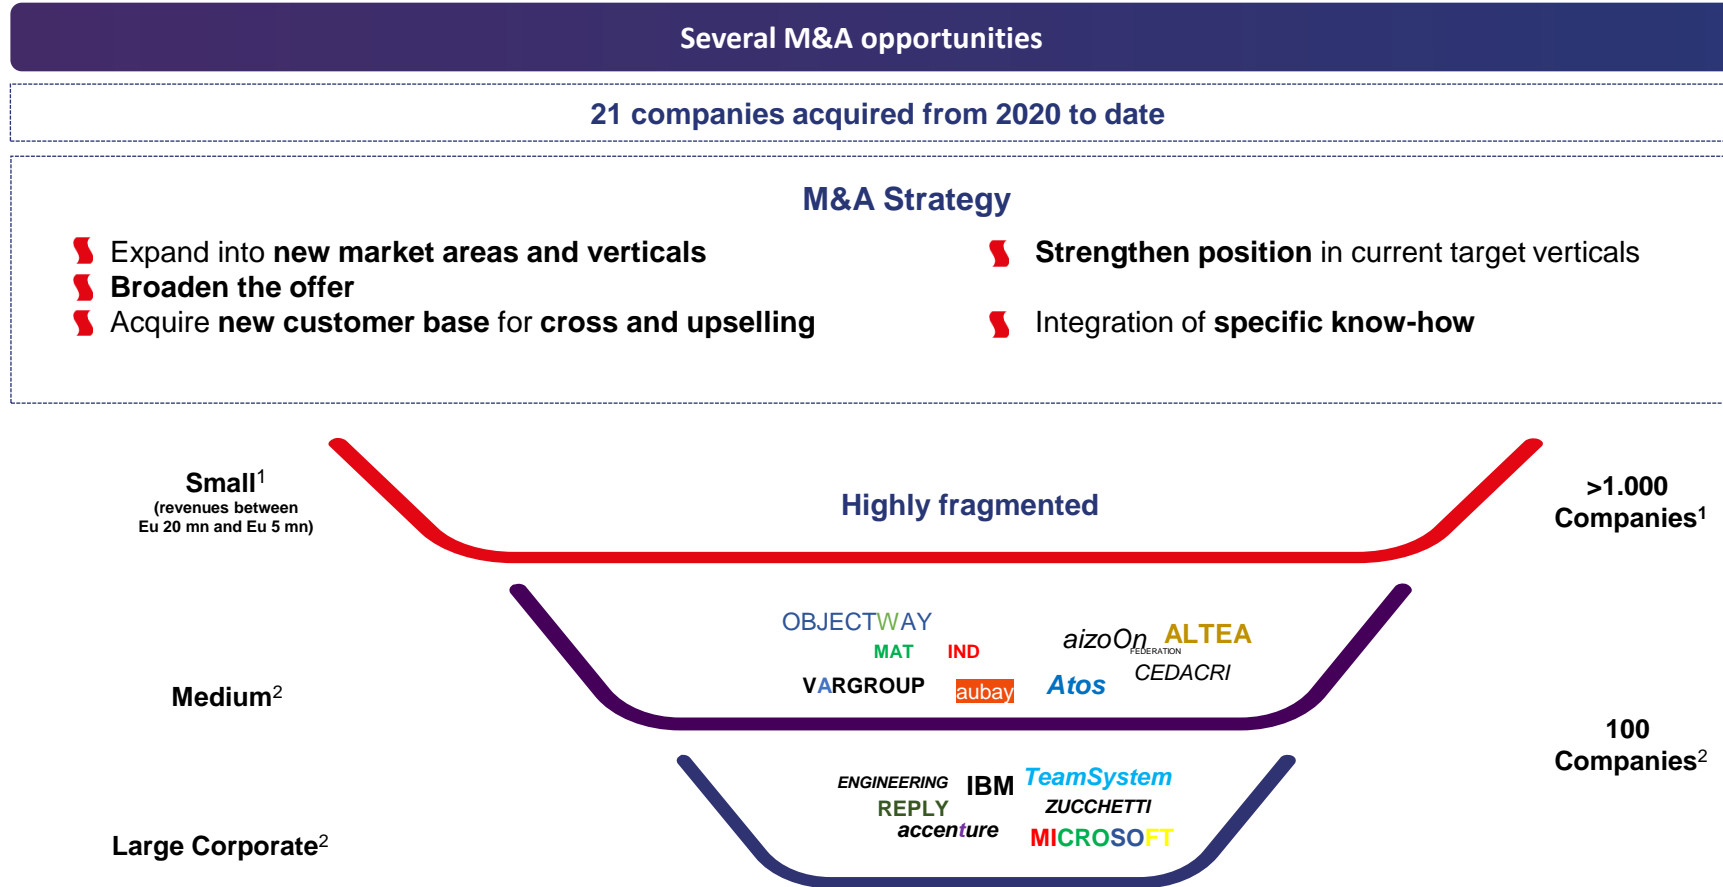 Several M&A opportunities
21 companies acquired from 2020 to date
M&A Strategy
Expand into new market areas and verticals
Broaden the offer
Acquire new customer base for cross and upselling
Strengthen position in current target verticals
Integration of specific know-how
Small1
(revenues between
Eu 20 mn and Eu 5 mn)
Highly fragmented
>1.000
Companies1
OBJECTWAY
MAT IND
VARGROUP
aubay
aizoOn
ALTEA
FEDERATION
CEDACRI
Atos
Medium2
100
Companies2
ENGINEERING
IBM
TeamSystem
REPLY
ZUCCHETTI
accenture
MICROSOFT
Large Corporate2